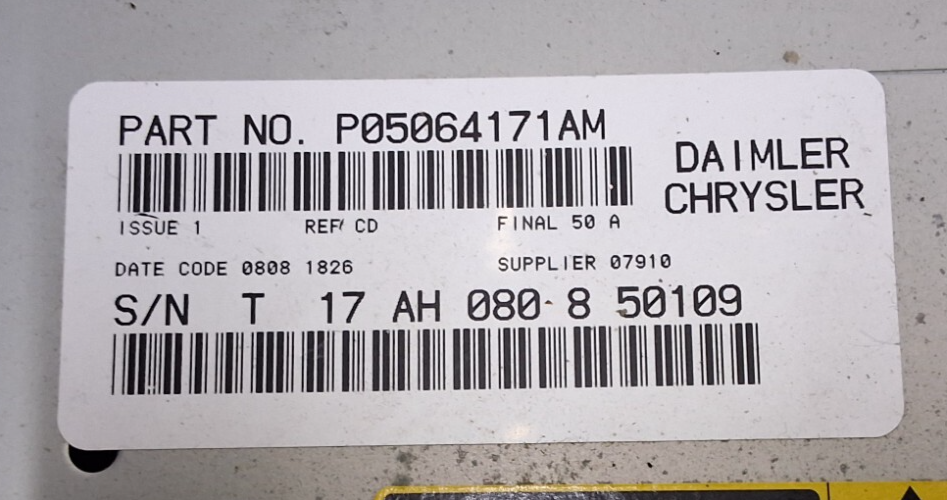 PART NO. P05064171AM
DAIMLER
CHRYSLER
ISSUE 1 REF CD FINAL 50 A
DATE CODE 0808 1826 SUPPLIER 07910
S/N T 17 AH 080 8 50109